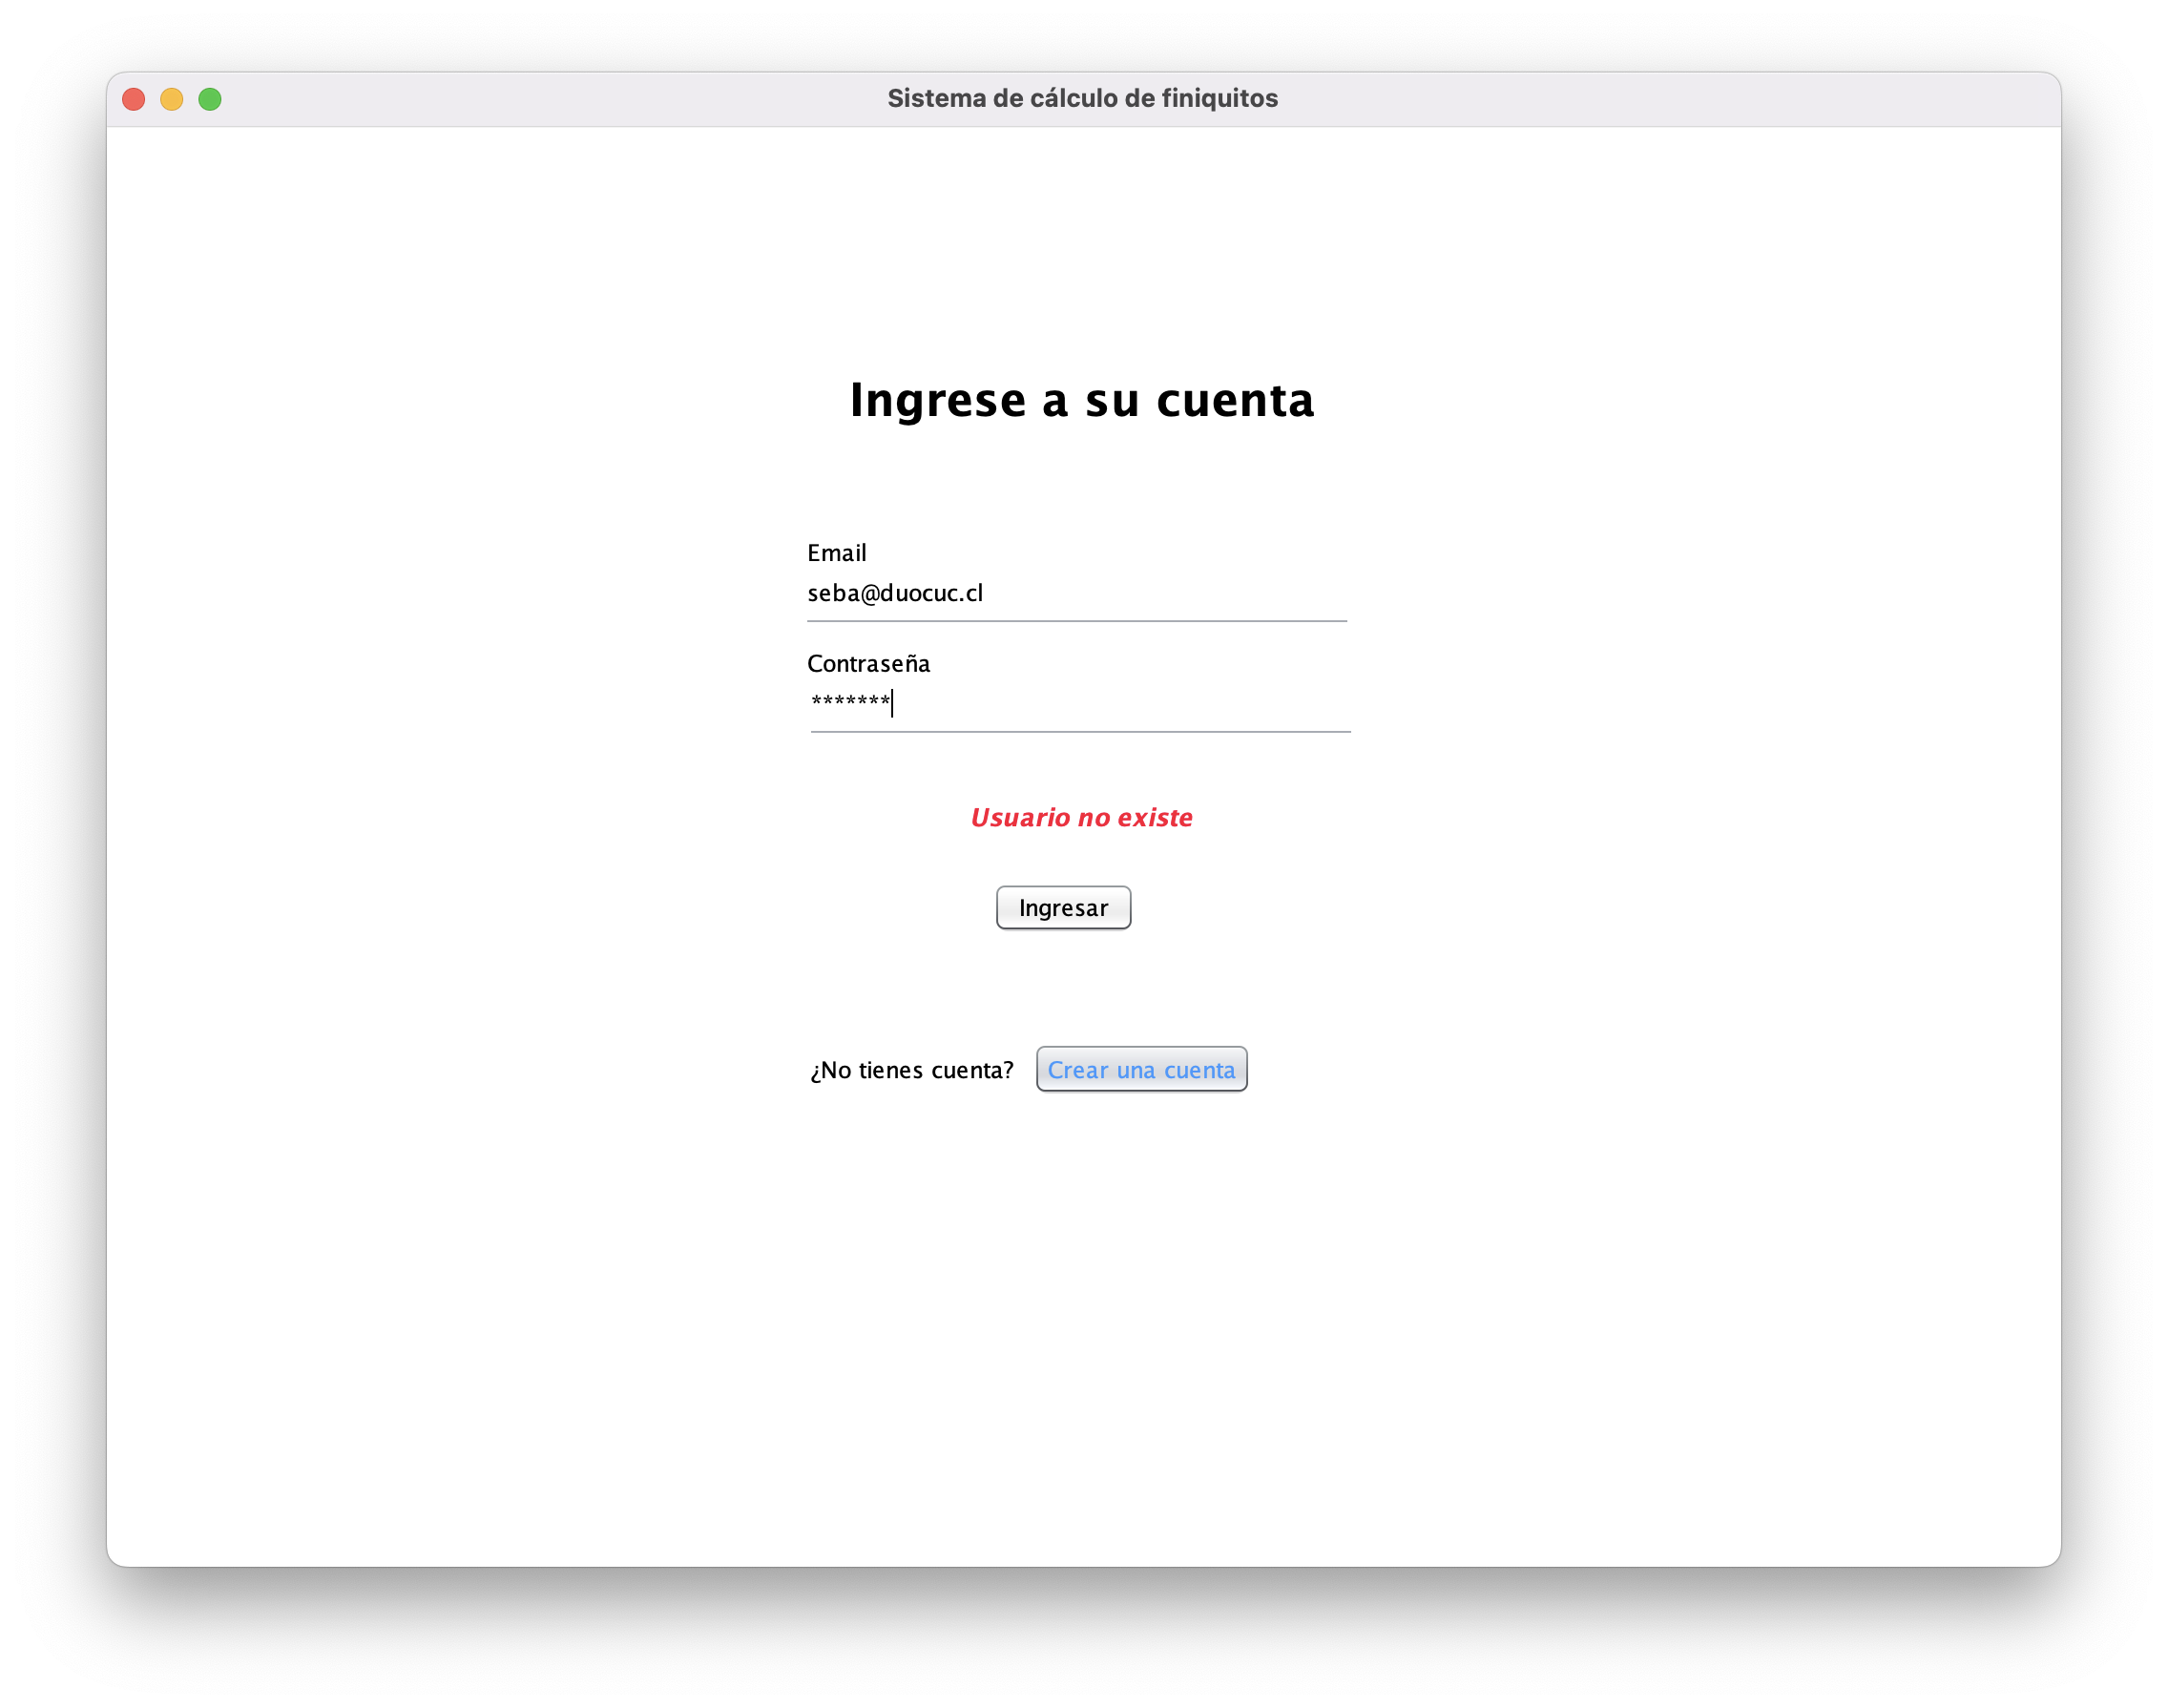 Sistema de cálculo de finiquitos
Ingrese a su cuenta
Email
seba@duocuc.cl
Contraseña
*******
Usuario no existe
Ingresar
¿No tienes cuenta? Crear una cuenta